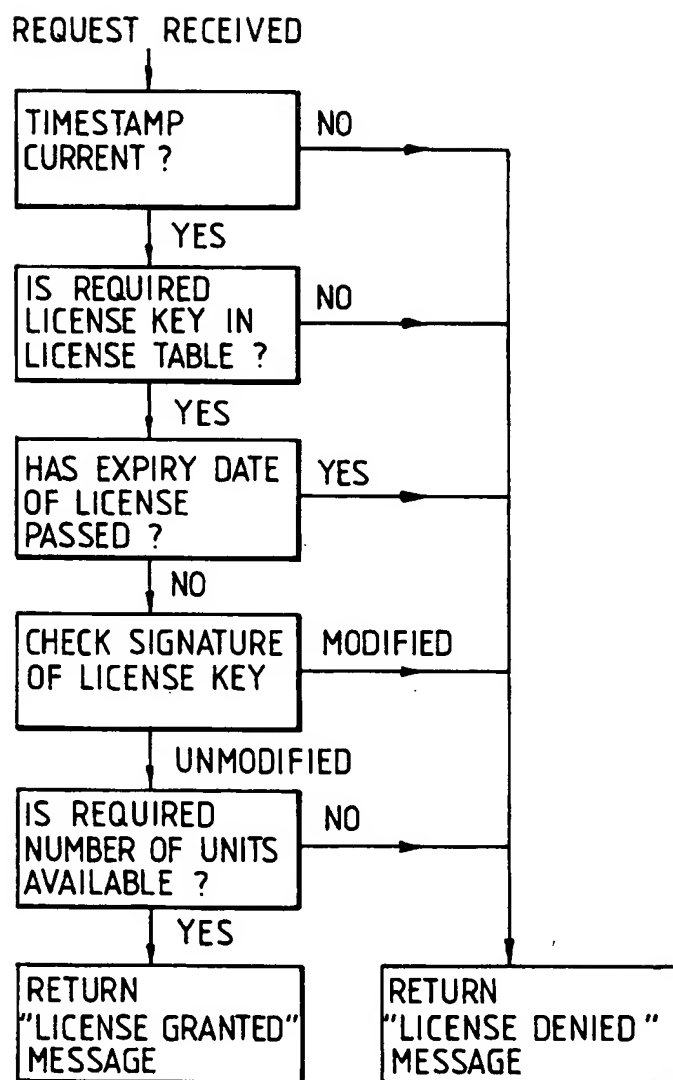 REQUEST RECEIVED
TIMESTAMP
CURRENT ?
NO
YES
IS REQUIRED
LICENSE KEY IN
LICENSE TABLE ?
NO
YES
HAS EXPIRY DATE
OF LICENSE
PASSED ?
YES
NO
CHECK SIGNATURE
OF LICENSE KEY
MODIFIED
UNMODIFIED
IS REQUIRED
NUMBER OF UNITS
AVAILABLE ?
NO
YES
RETURN
"LICENSE GRANTED"
MESSAGE
RETURN
"LICENSE DENIED"
MESSAGE